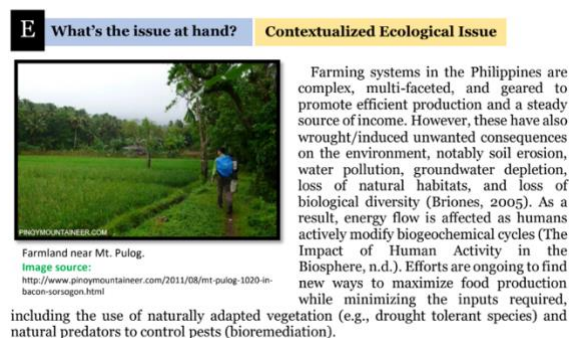 E
What's the issue at hand?
Contextualized Ecological Issue
PINOYMOUNTAINEER.COM
Farmland near Mt. Pulog.
Image source:
http://www.pinoymountaineer.com/2011/08/mt-pulog-1020-in-
bacon-sorsogon.html
Farming systems in the Philippines are
complex, multi-faceted, and geared to
promote efficient production and a steady
source of income. However, these have also
wrought/induced unwanted consequences
on the environment, notably soil erosion,
water pollution, groundwater depletion,
loss of natural habitats, and loss of
biological diversity (Briones, 2005). As a
result, energy flow is affected as humans
actively modify biogeochemical cycles (The
Impact of Human Activity in the
Biosphere, n.d.). Efforts are ongoing to find
new ways to maximize food production
while minimizing the inputs required,
including the use of naturally adapted vegetation (e.g., drought tolerant species) and
natural predators to control pests (bioremediation).